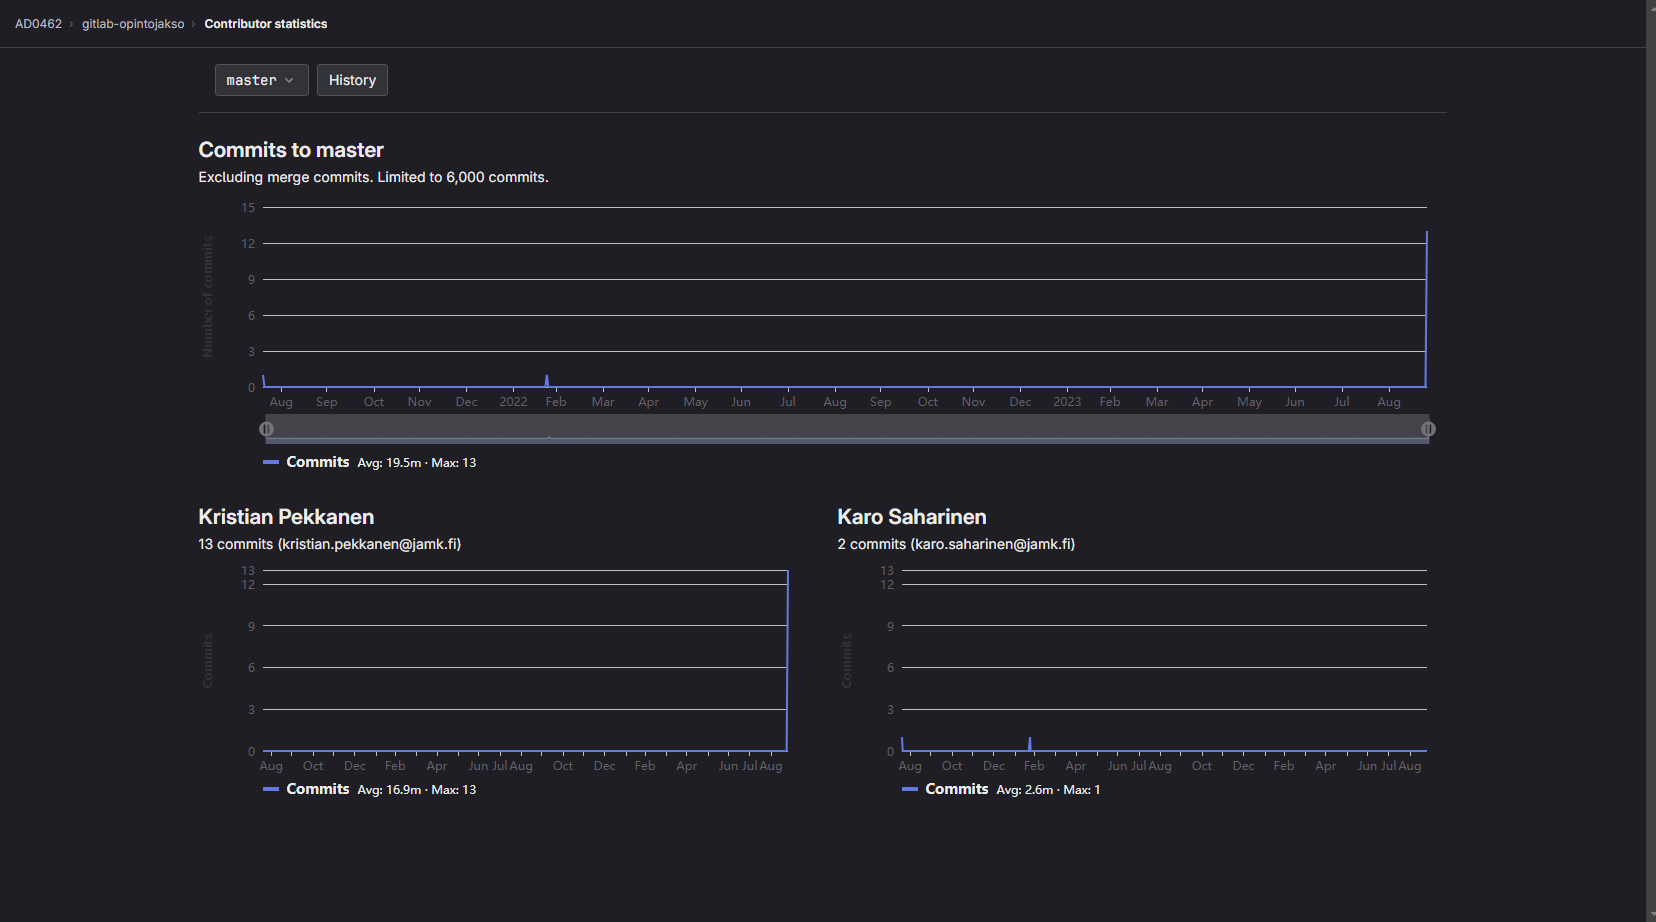 AD0462 › gitlab-opintojakso › Contributor statistics
master History
Commits to master
Excluding merge commits. Limited to 6,000 commits.
Number of commits
15
12
9
6
3
0
Aug Sep Oct Nov Dec 2022 Feb Mar Apr May Jun Jul Aug Sep Oct Nov Dec 2023 Feb Mar Apr May Jun Jul Aug
Commits Avg: 19.5m · Max: 13
Kristian Pekkanen
13 commits (kristian.pekkanen@jamk.fi)
Commits
13
12
9
6
3
0
Aug Oct Dec Feb Apr Jun Jul Aug Oct Dec Feb Apr Jun Jul Aug
Commits Avg: 16.9m · Max: 13
Karo Saharinen
2 commits (karo.saharinen@jamk.fi)
Commits
13
12
9
6
3
0
Aug Oct Dec Feb Apr Jun Jul Aug Oct Dec Feb Apr Jun Jul Aug
Commits Avg: 2.6m · Max: 1